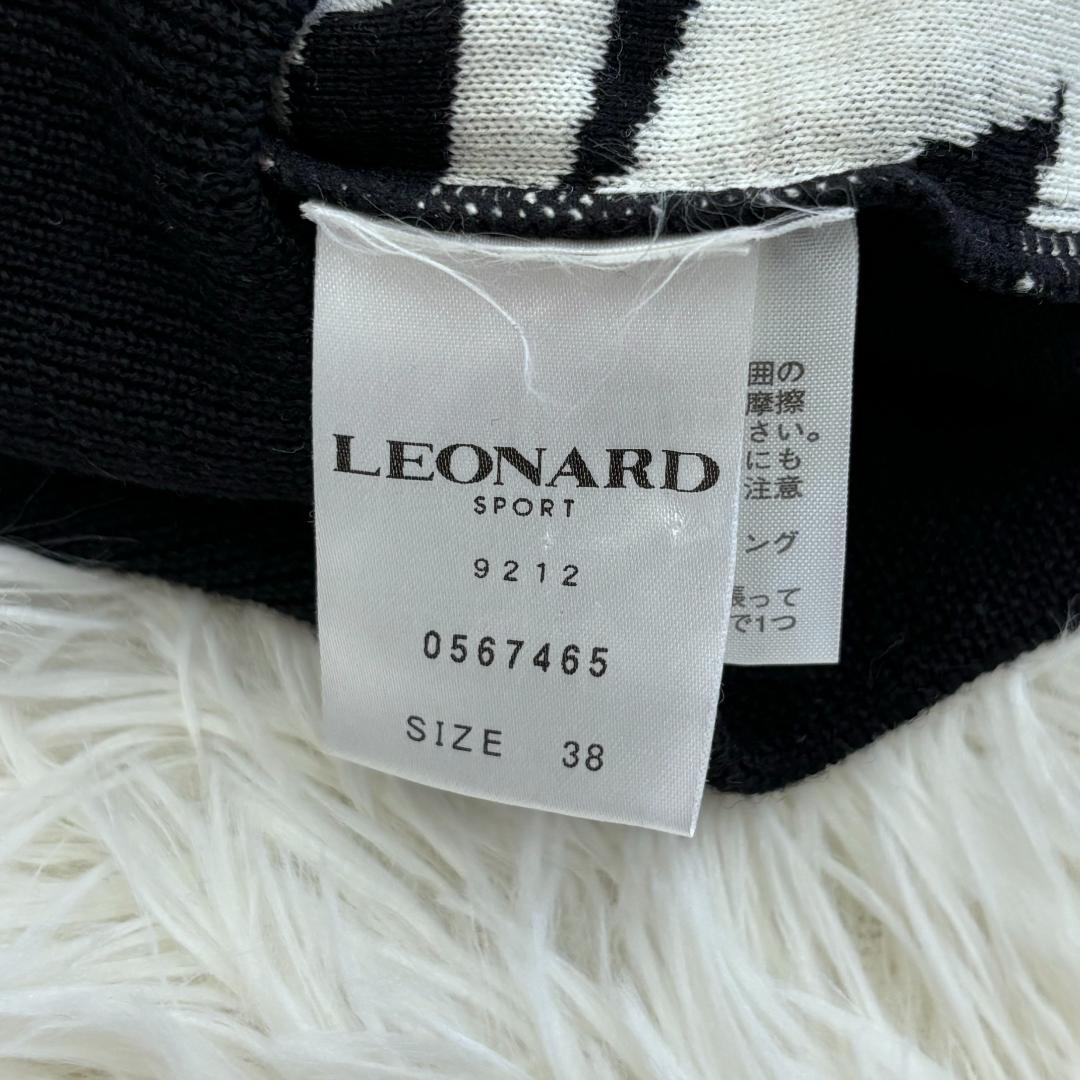 LEONARD
SPORT
9212
0567465
SIZE 38
囲の
摩擦
さい。
にも
注意
ング
張って
で1つ